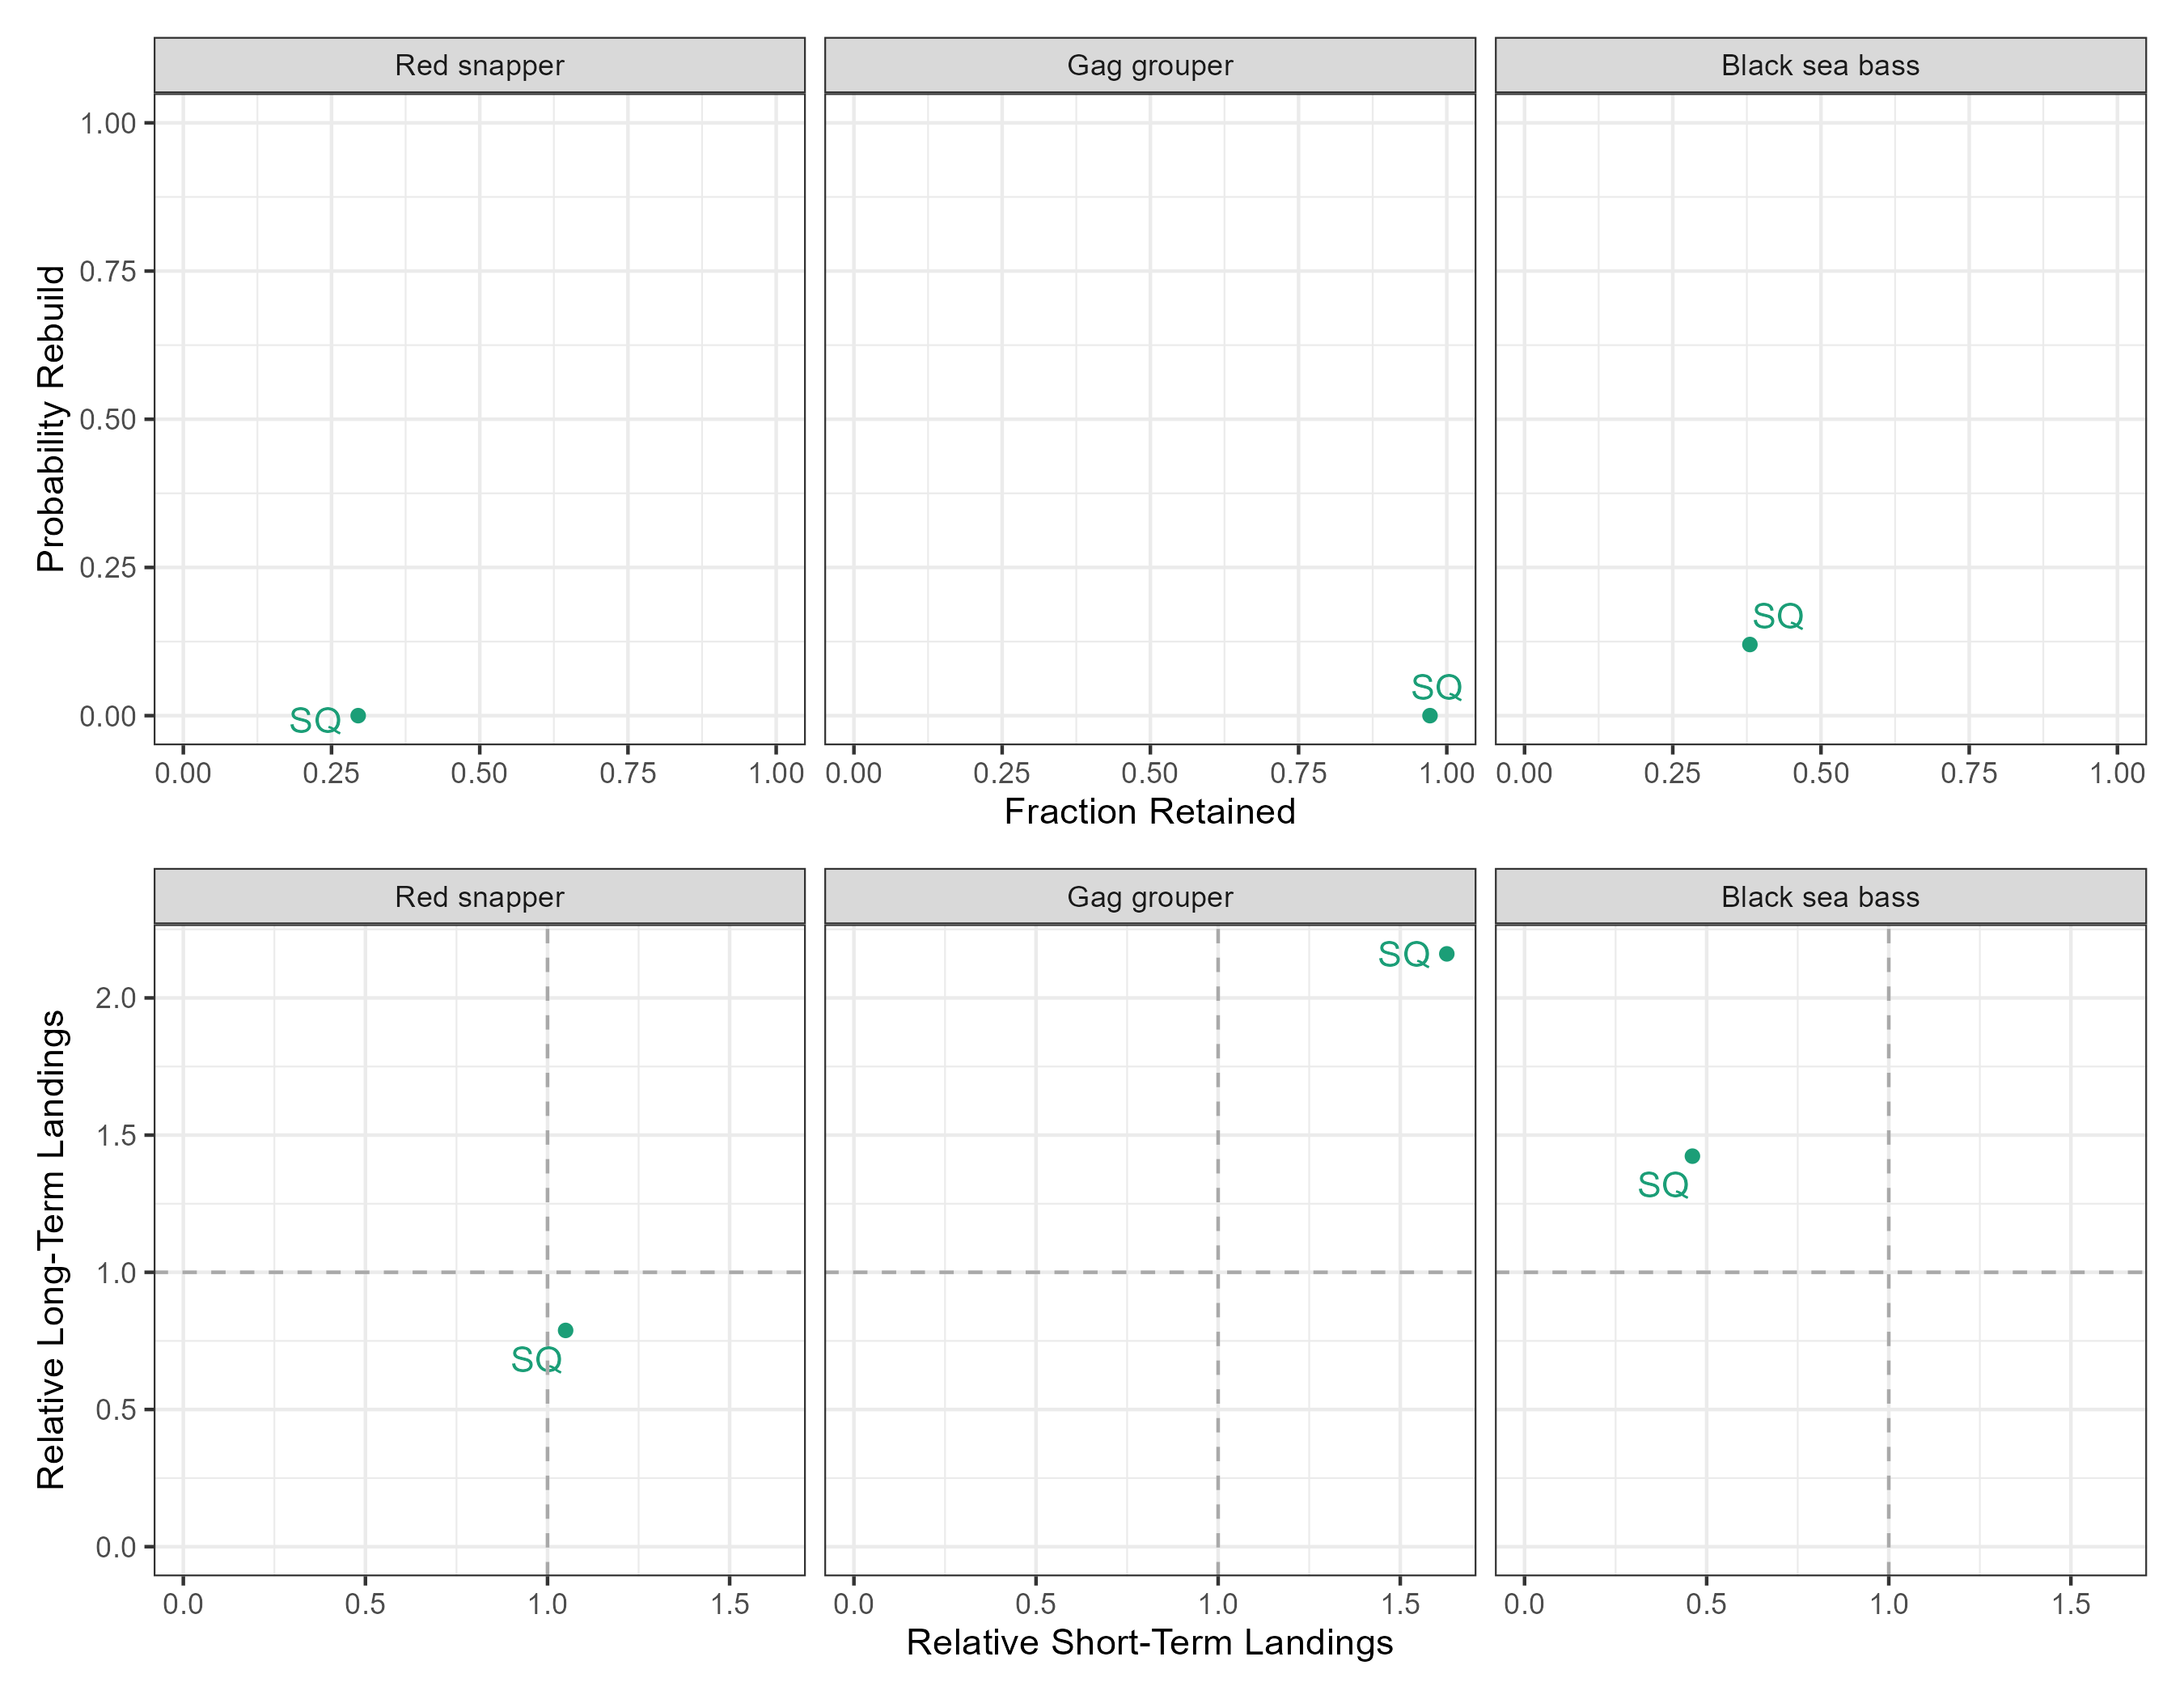 Red snapper
Gag grouper
Black sea bass
Probability Rebuild
1.00
0.75
0.50
0.25
0.00
SQ
SQ
SQ
0.00 0.25 0.50 0.75 1.00
0.00 0.25 0.50 0.75 1.00
0.00 0.25 0.50 0.75 1.00
Fraction Retained
Red snapper
Gag grouper
Black sea bass
Relative Long-Term Landings
2.0
1.5
1.0
0.5
0.0
SQ
SQ
SQ
0.0 0.5 1.0 1.5
0.0 0.5 1.0 1.5
0.0 0.5 1.0 1.5
Relative Short-Term Landings